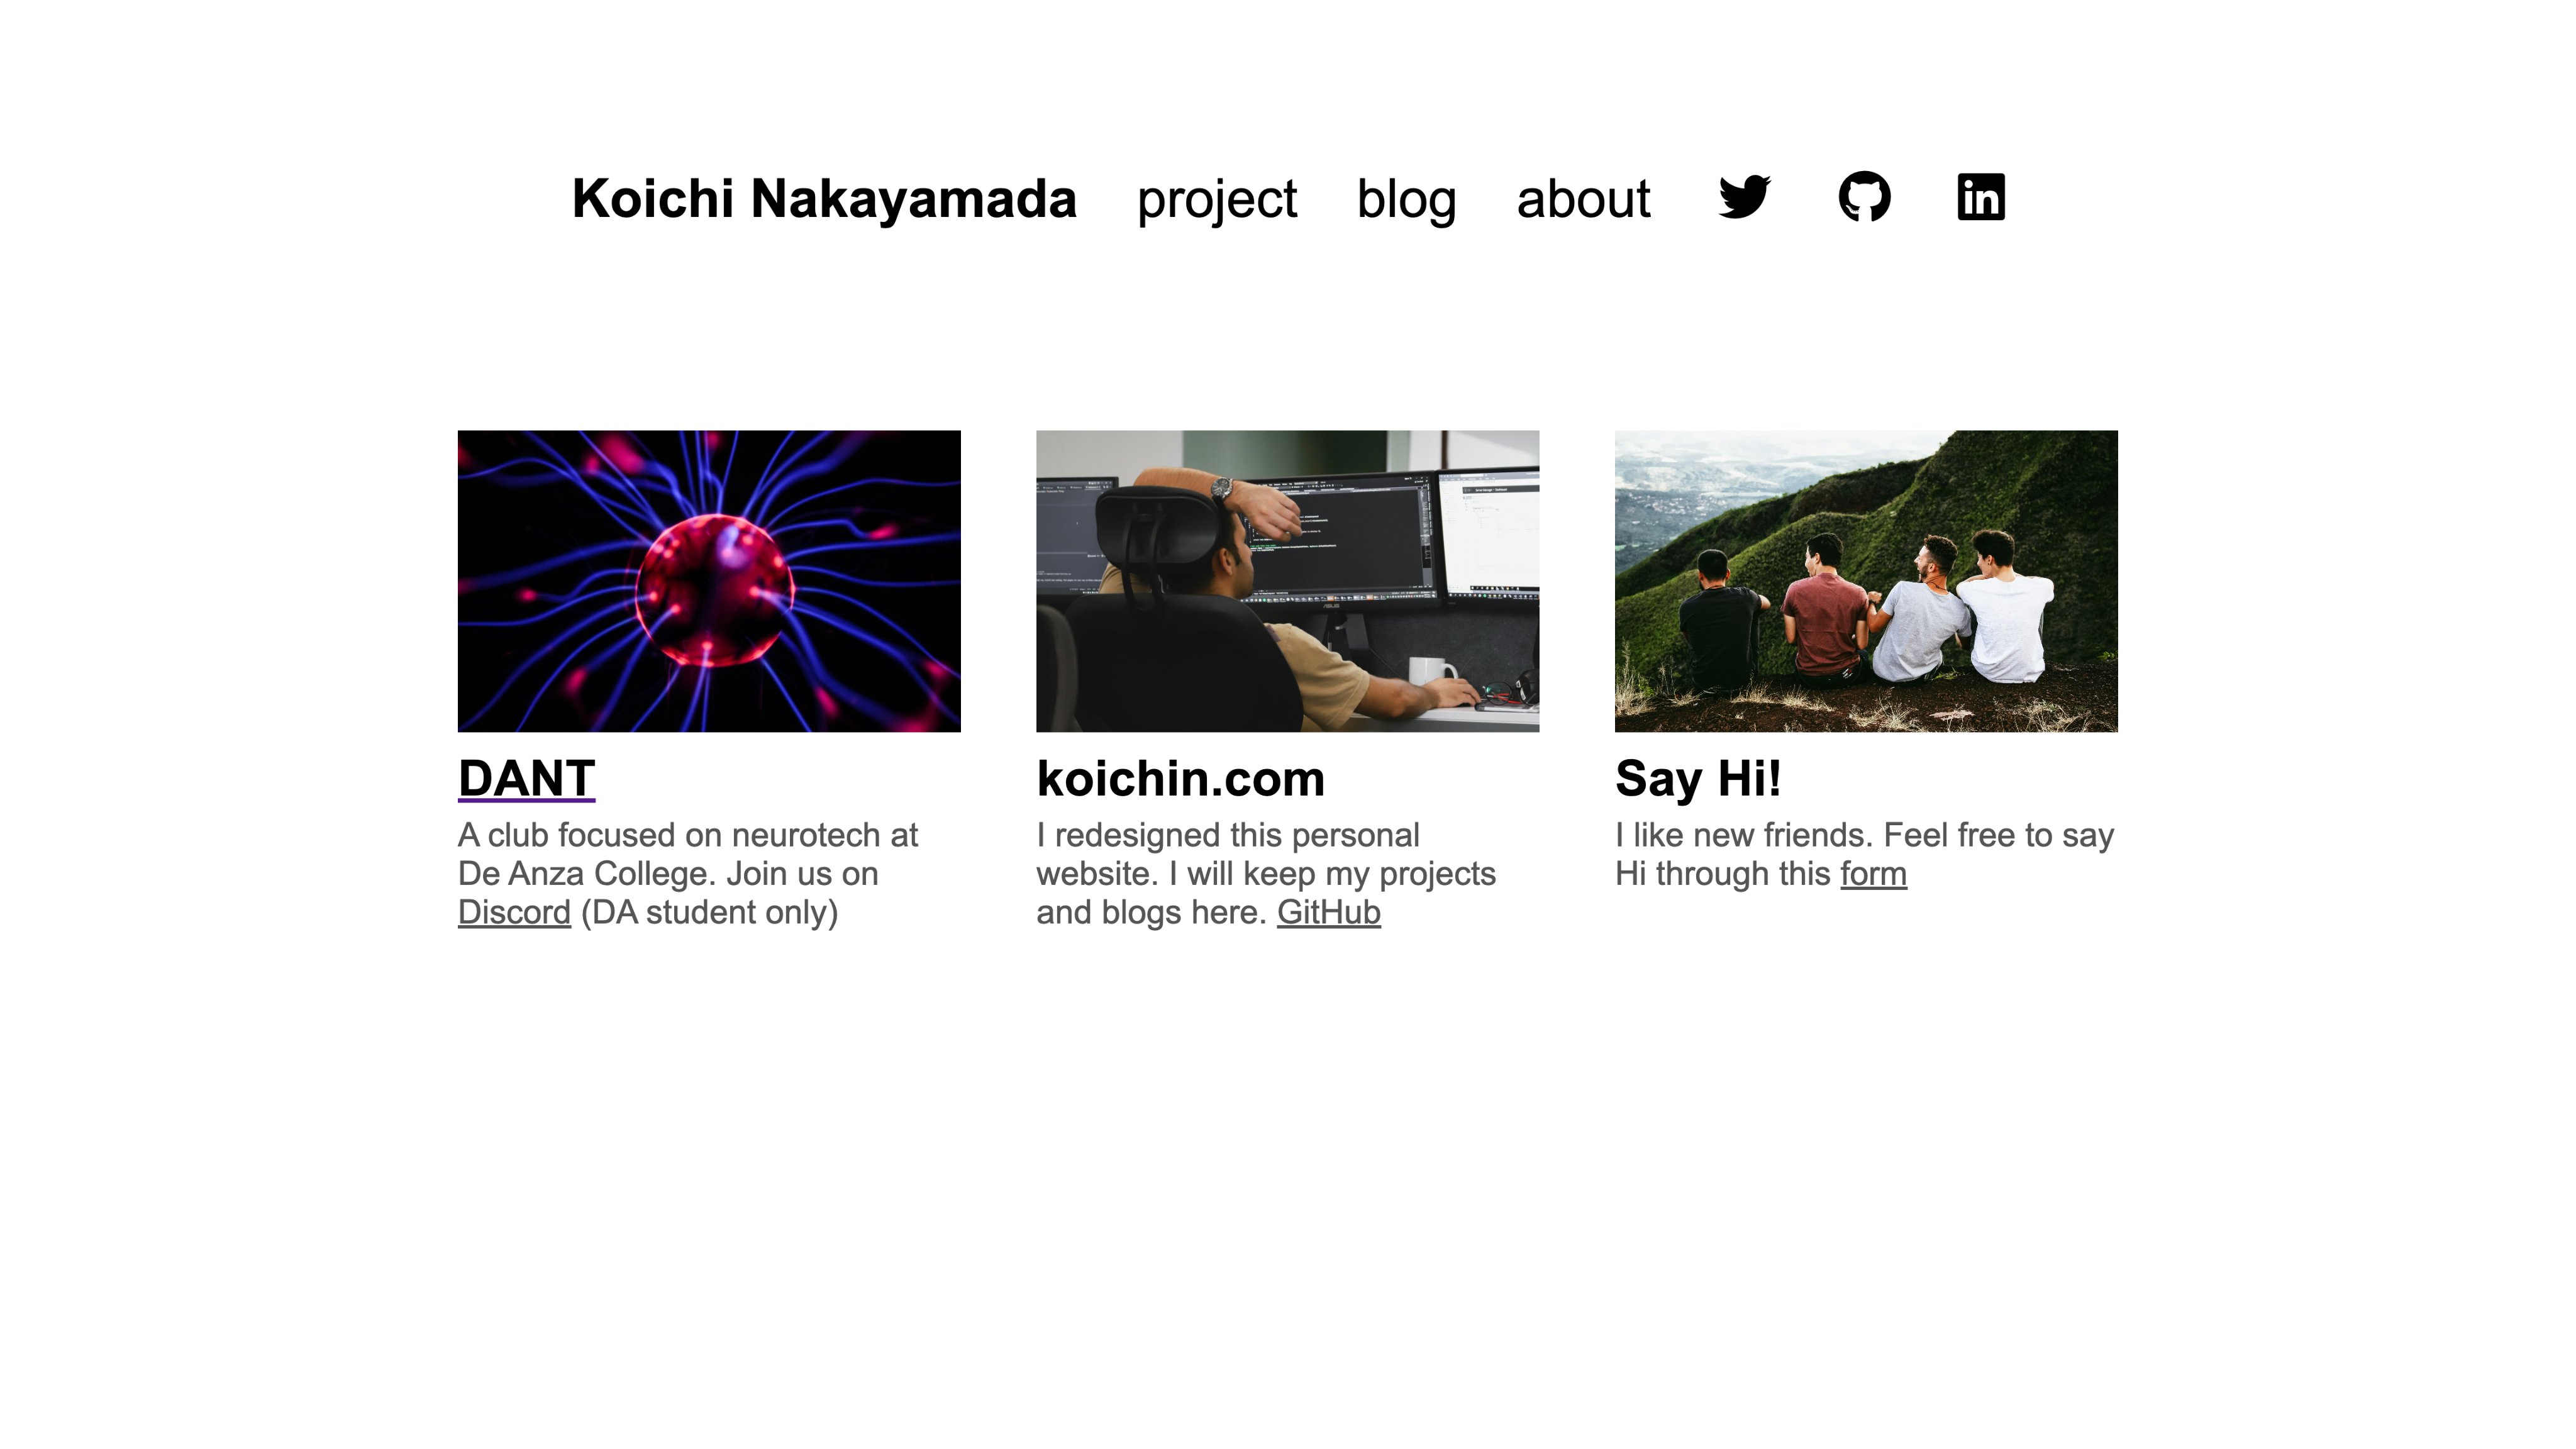 Koichi Nakayamada project blog about
DANT
A club focused on neurotech at
De Anza College. Join us on
Discord (DA student only)
koichin.com
I redesigned this personal
website. I will keep my projects
and blogs here. GitHub
Say Hi!
I like new friends. Feel free to say
Hi through this form